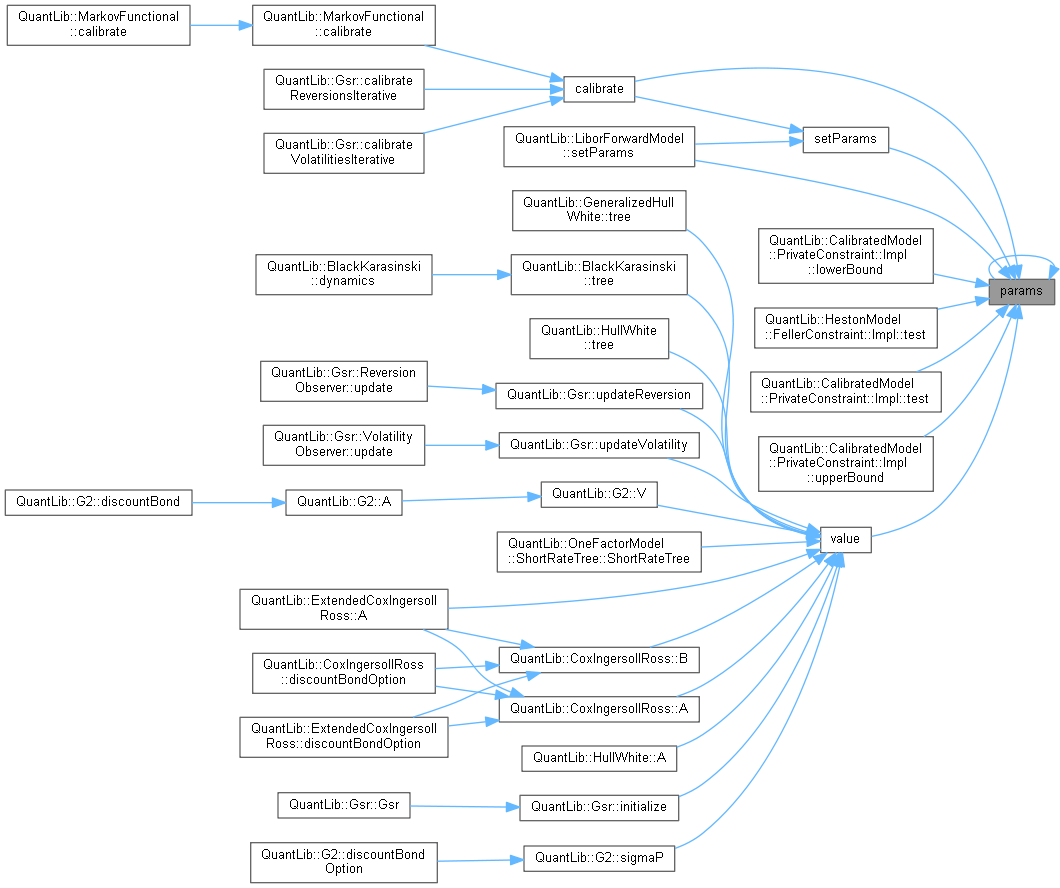 QuantLib::MarkovFunctional
::calibrate
QuantLib::MarkovFunctional
::calibrate
QuantLib::Gsr::calibrate
ReversionsIterative
calibrate
QuantLib::Gsr::calibrate
VolatilitiesIterative
QuantLib::LiborForwardModel
::setParams
setParams
QuantLib::GeneralizedHull
White::tree
QuantLib::CalibratedModel
::PrivateConstraint::Impl
::lowerBound
QuantLib::BlackKarasinski
::dynamics
QuantLib::BlackKarasinski
::tree
params
QuantLib::HullWhite
::tree
QuantLib::HestonModel
::FellerConstraint::Impl::test
QuantLib::Gsr::Reversion
Observer::update
QuantLib::Gsr::updateReversion
QuantLib::CalibratedModel
::PrivateConstraint::Impl::test
QuantLib::Gsr::Volatility
Observer::update
QuantLib::Gsr::updateVolatility
QuantLib::CalibratedModel
::PrivateConstraint::Impl
::upperBound
QuantLib::G2::discountBond
QuantLib::G2::A
QuantLib::G2::V
QuantLib::OneFactorModel
::ShortRateTree::ShortRateTree
value
QuantLib::ExtendedCoxIngersoll
Ross::A
QuantLib::CoxIngersollRoss
::discountBondOption
QuantLib::CoxIngersollRoss::B
QuantLib::ExtendedCoxIngersoll
Ross::discountBondOption
QuantLib::CoxIngersollRoss::A
QuantLib::HullWhite::A
QuantLib::Gsr::Gsr
QuantLib::Gsr::initialize
QuantLib::G2::discountBond
Option
QuantLib::G2::sigmaP